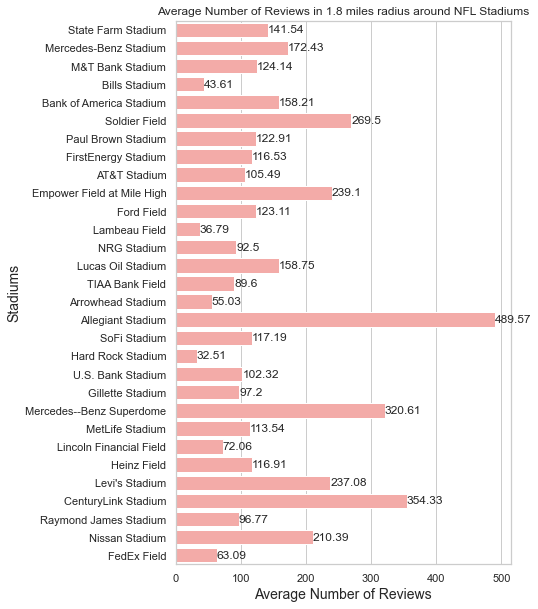 Average Number of Reviews in 1.8 miles radius around NFL Stadiums
State Farm Stadium 141.54
Mercedes-Benz Stadium 172.43
M&T Bank Stadium 124.14
Bills Stadium 43.61
Bank of America Stadium 158.21
Soldier Field 269.5
Paul Brown Stadium 122.91
FirstEnergy Stadium 116.53
AT&T Stadium 105.49
Empower Field at Mile High 239.1
Ford Field 123.11
Lambeau Field 36.79
NRG Stadium 92.5
Lucas Oil Stadium 158.75
TIAA Bank Field 89.6
Arrowhead Stadium 55.03
Allegiant Stadium 489.57
SoFi Stadium 117.19
Hard Rock Stadium 32.51
U.S. Bank Stadium 102.32
Gillette Stadium 97.2
Mercedes--Benz Superdome 320.61
MetLife Stadium 113.54
Lincoln Financial Field 72.06
Heinz Field 116.91
Levi's Stadium 237.08
CenturyLink Stadium 354.33
Raymond James Stadium 96.77
Nissan Stadium 210.39
FedEx Field 63.09
Stadiums
0 100 200 300 400 500
Average Number of Reviews